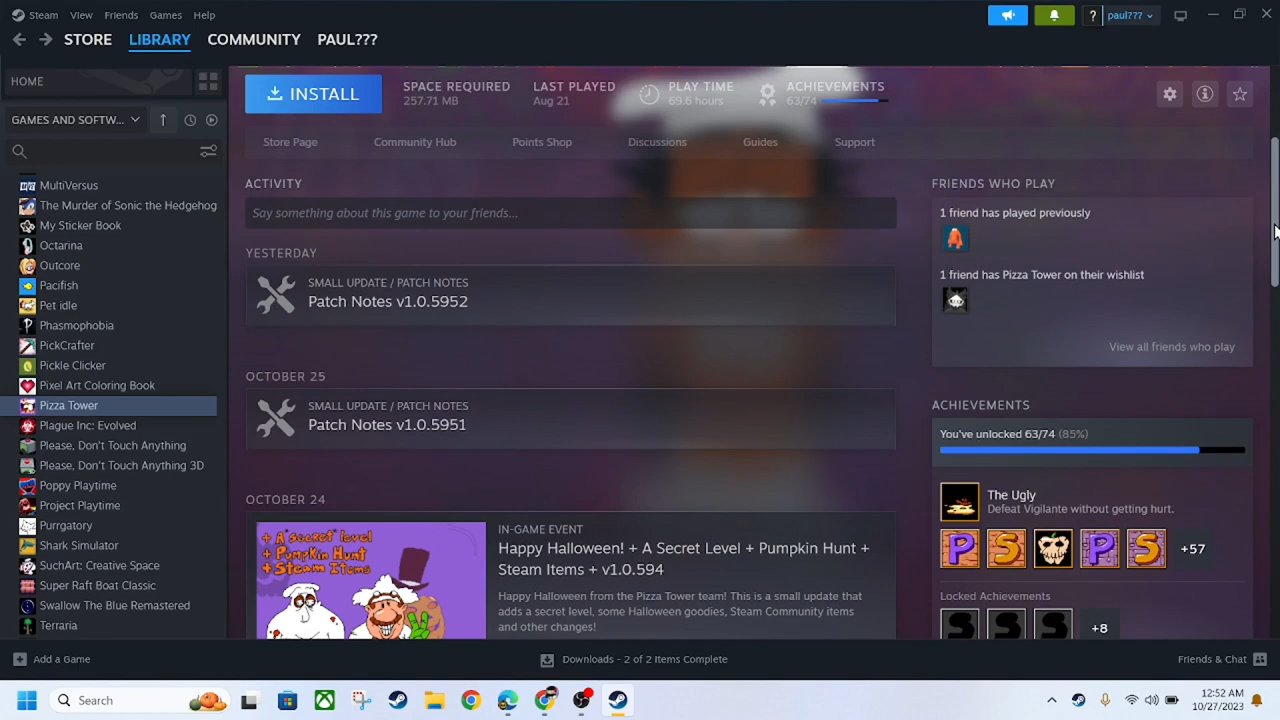 Steam View Friends Games Help
? paul???
STORE LIBRARY COMMUNITY PAUL???
HOME
GAMES AND SOFTW...
MultiVersus
The Murder of Sonic the Hedgehog
My Sticker Book
Octarina
Outcore
Pacifish
Pet idle
Phasmophobia
PickCrafter
Pickle Clicker
Pixel Art Coloring Book
Pizza Tower
Plague Inc: Evolved
Please, Don't Touch Anything
Please, Don't Touch Anything 3D
Poppy Playtime
Project Playtime
Purrgatory
Shark Simulator
SuchArt: Creative Space
Super Raft Boat Classic
Swallow The Blue Remastered
Terraria
INSTALL
SPACE REQUIRED
257.71 MB
LAST PLAYED
Aug 21
PLAY TIME
69.6 hours
ACHIEVEMENTS
63/74
Store Page Community Hub Points Shop Discussions Guides Support
ACTIVITY
Say something about this game to your friends...
YESTERDAY
SMALL UPDATE / PATCH NOTES
Patch Notes v1.0.5952
OCTOBER 25
SMALL UPDATE / PATCH NOTES
Patch Notes v1.0.5951
OCTOBER 24
+ A secret level
+ Pumpkin Hunt
+ Steam Items
IN-GAME EVENT
Happy Halloween! + A Secret Level + Pumpkin Hunt +
Steam Items + v1.0.594
Happy Halloween from the Pizza Tower team! This is a small update that
adds a secret level, some Halloween goodies, Steam Community items
and other changes!
FRIENDS WHO PLAY
1 friend has played previously
1 friend has Pizza Tower on their wishlist
View all friends who play
ACHIEVEMENTS
You've unlocked 63/74 (85%)
The Ugly
Defeat Vigilante without getting hurt.
P S P S +57
Locked Achievements
S S S +8
Add a Game
Downloads - 2 of 2 Items Complete
Friends & Chat
Search
12:52 AM
10/27/2023